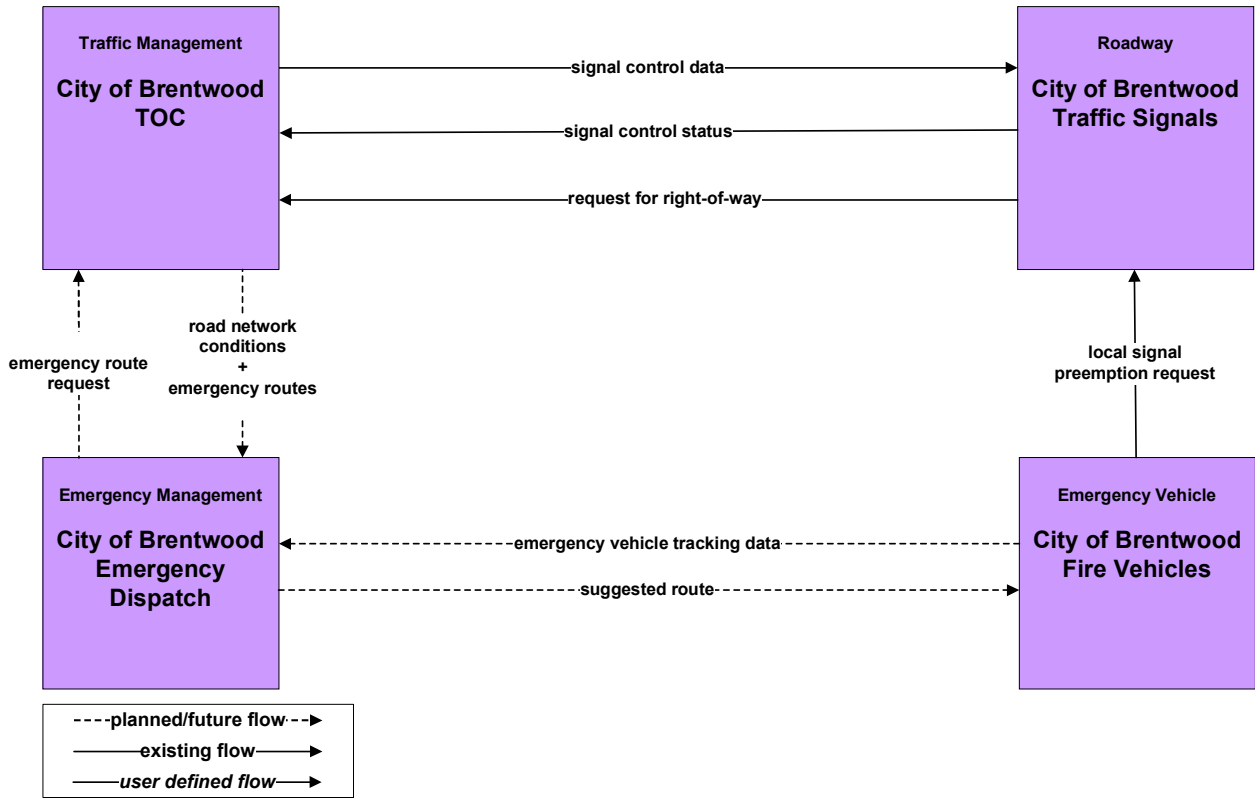 Traffic Management
City of Brentwood
TOC
Roadway
City of Brentwood
Traffic Signals
signal control data
signal control status
request for right-of-way
emergency route
request
road network
conditions
+
emergency routes
local signal
preemption request
Emergency Management
City of Brentwood
Emergency
Dispatch
Emergency Vehicle
City of Brentwood
Fire Vehicles
emergency vehicle tracking data
suggested route
planned/future flow
existing flow
user defined flow